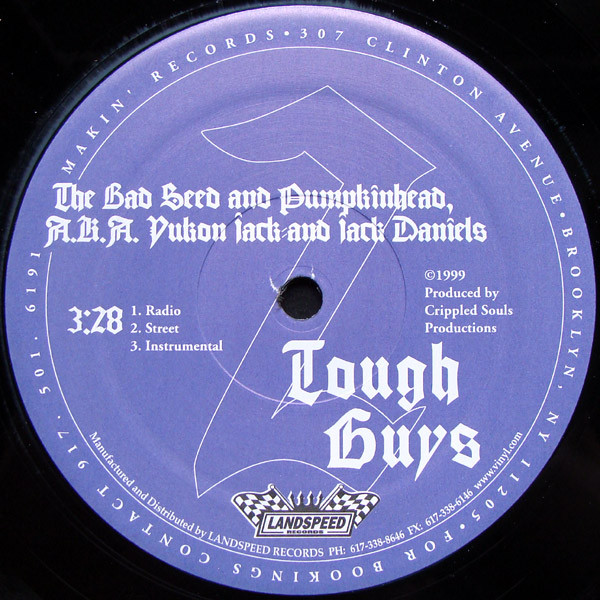 MAKIN' RECORDS • 307 CLINTON AVENUE • BROOKLYN, NY 11205 • FOR BOOKINGS CONTACT 917. 501. 6191
The Bad Seed and Pumpkinhead,
A.K.A. Yukon Jack and Jack Daniels
3:28
1. Radio
2. Street
3. Instrumental
©1999
Produced by
Crippled Souls
Productions
Tough
Guys
LANDSPEED
RECORDS
Manufactured and Distributed by LANDSPEED RECORDS PH: 617-338-8646 FX: 617-338-6146 www.vinyl.com